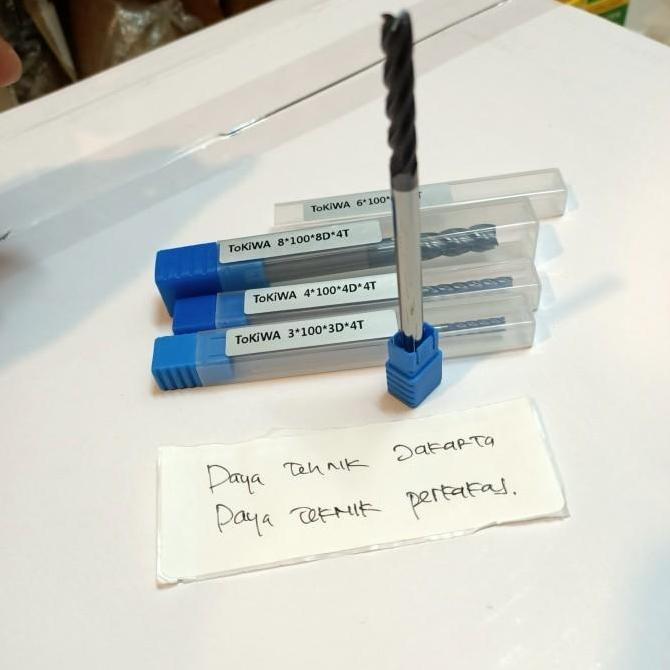 ToKiWA 6*100*
ToKiWA 8*100*8D*4T
ToKiWA 4*100*4D*4T
ToKiWA 3*100*3D*4T
Daya tehnik Jakarta
Daya teknik perkakas.